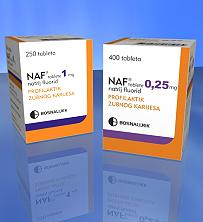 250 tableta
NAF® tablete 1 mg
natrij fluorid
PROFILAKTIK
ZUBNOG KARIJESA
BOSNALIJEK
400 tableta
NAF® tablete 0,25 mg
natrij fluorid
PROFILAKTIK
ZUBNOG KARIJESA
BOSNALIJEK